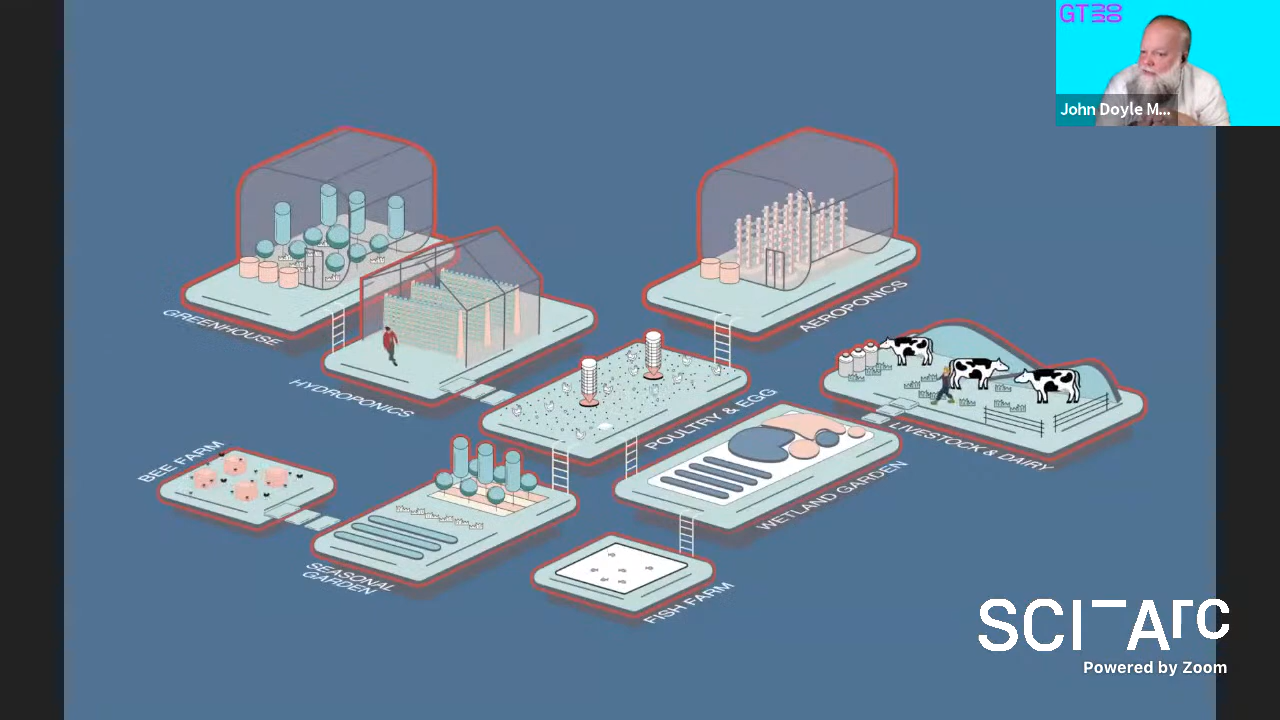 GT2020
John Doyle M...
GREENHOUSE
AEROPONICS
HYDROPONICS
POULTRY & EGG
LIVESTOCK & DAIRY
BEE FARM
WETLAND GARDEN
SEASONAL
GARDEN
FISH FARM
SCI-Arc
Powered by Zoom